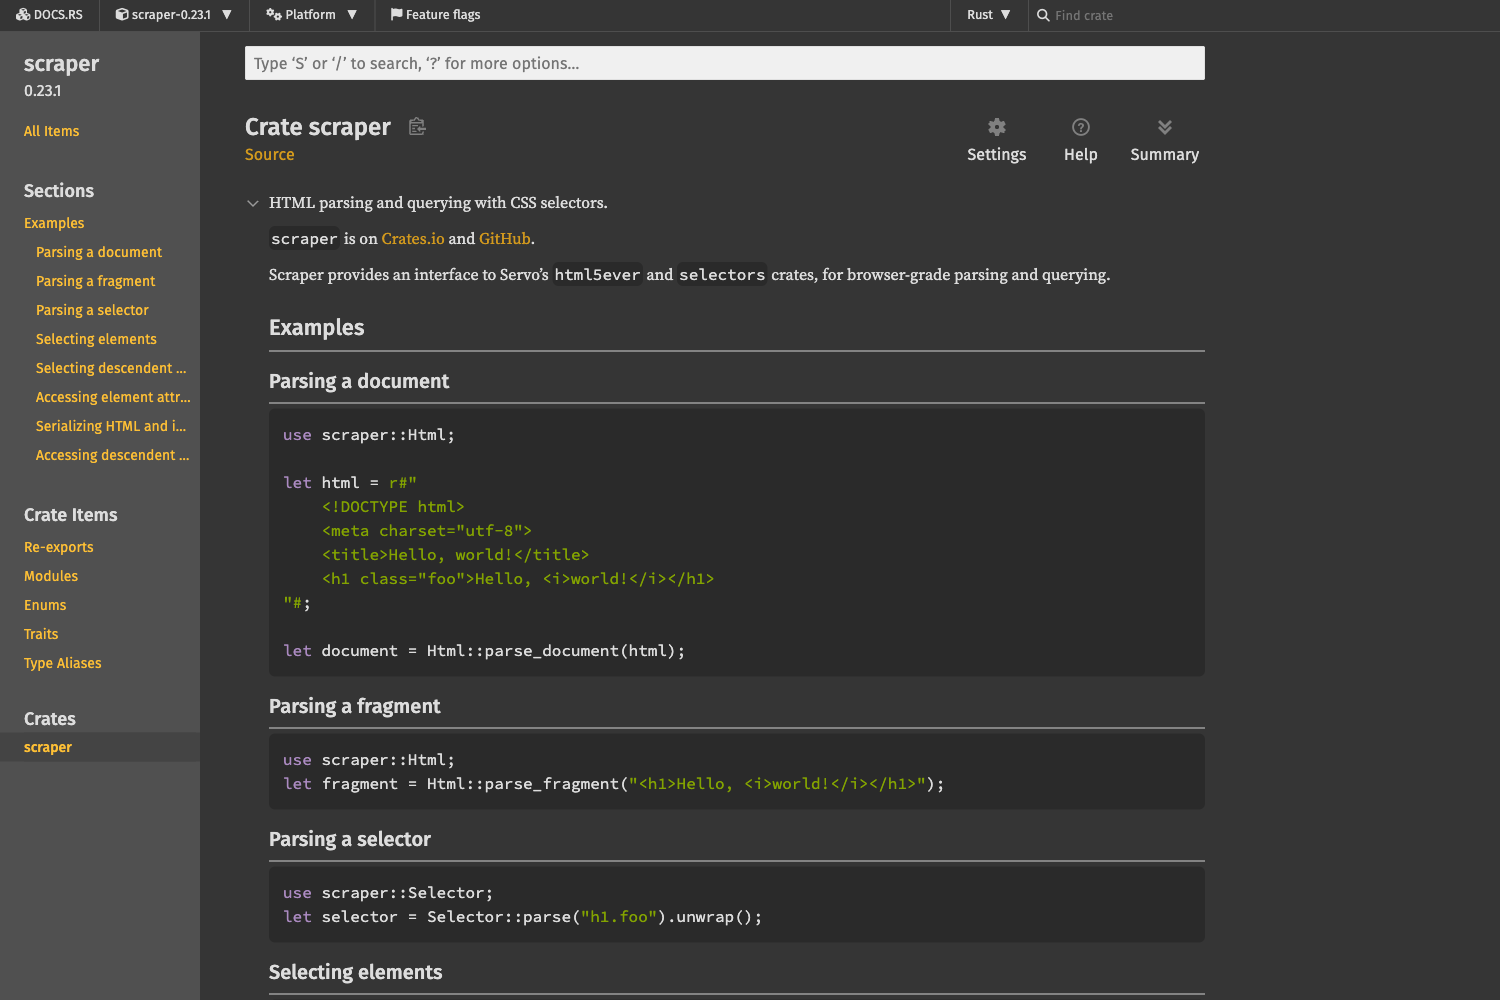 DOCS.RS
scraper-0.23.1
Platform
Feature flags
Rust
Find crate
scraper
0.23.1
All Items
Sections
Examples
Parsing a document
Parsing a fragment
Parsing a selector
Selecting elements
Selecting descendent ...
Accessing element attr...
Serializing HTML and i...
Accessing descendent ...
Crate Items
Re-exports
Modules
Enums
Traits
Type Aliases
Crates
scraper
Type ‘S’ or ‘/’ to search, ‘?’ for more options…
Crate scraper
Source
Settings
Help
Summary
HTML parsing and querying with CSS selectors.
scraper is on Crates.io and GitHub.
Scraper provides an interface to Servo’s html5ever and selectors crates, for browser-grade parsing and querying.
Examples
Parsing a document
use scraper::Html;
let html = r#"
<!DOCTYPE html>
<meta charset="utf-8">
<title>Hello, world!</title>
<h1 class="foo">Hello, <i>world!</i></h1>
"#;
let document = Html::parse_document(html);
Parsing a fragment
use scraper::Html;
let fragment = Html::parse_fragment("<h1>Hello, <i>world!</i></h1>");
Parsing a selector
use scraper::Selector;
let selector = Selector::parse("h1.foo").unwrap();
Selecting elements